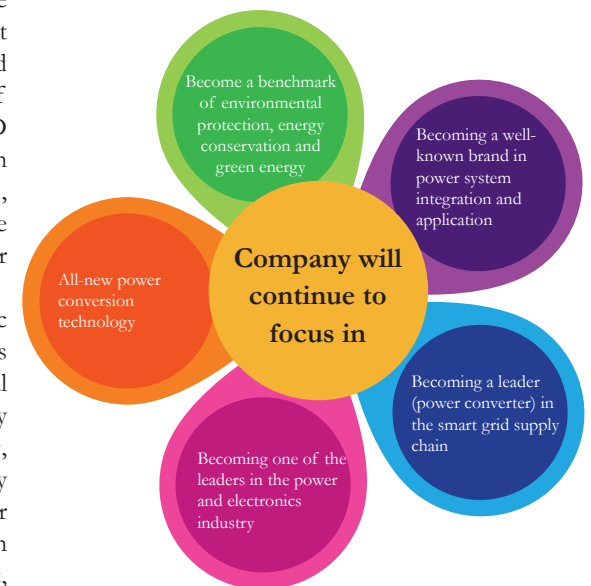 Become a benchmark
of environmental
protection, energy
conservation and
green energy
Becoming a well-
known brand in
power system
integration and
application
All-new power
conversion
technology
Company will
continue to
focus in
Becoming a leader
(power converter) in
the smart grid supply
chain
Becoming one of the
leaders in the power
and electronics
industry